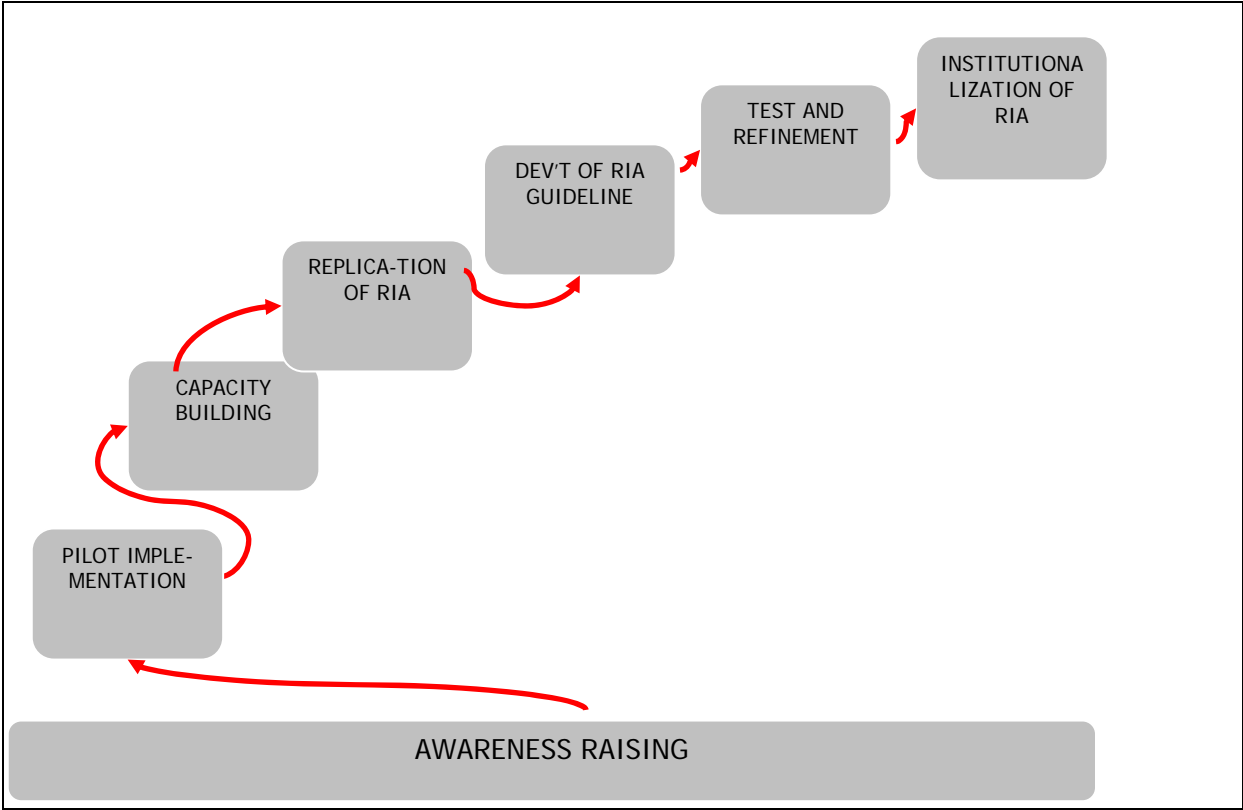 INSTITUTIONA
LIZATION OF
RIA
TEST AND
REFINEMENT
DEV'T OF RIA
GUIDELINE
REPLICA-TION
OF RIA
CAPACITY
BUILDING
PILOT IMPLE-
MENTATION
AWARENESS RAISING